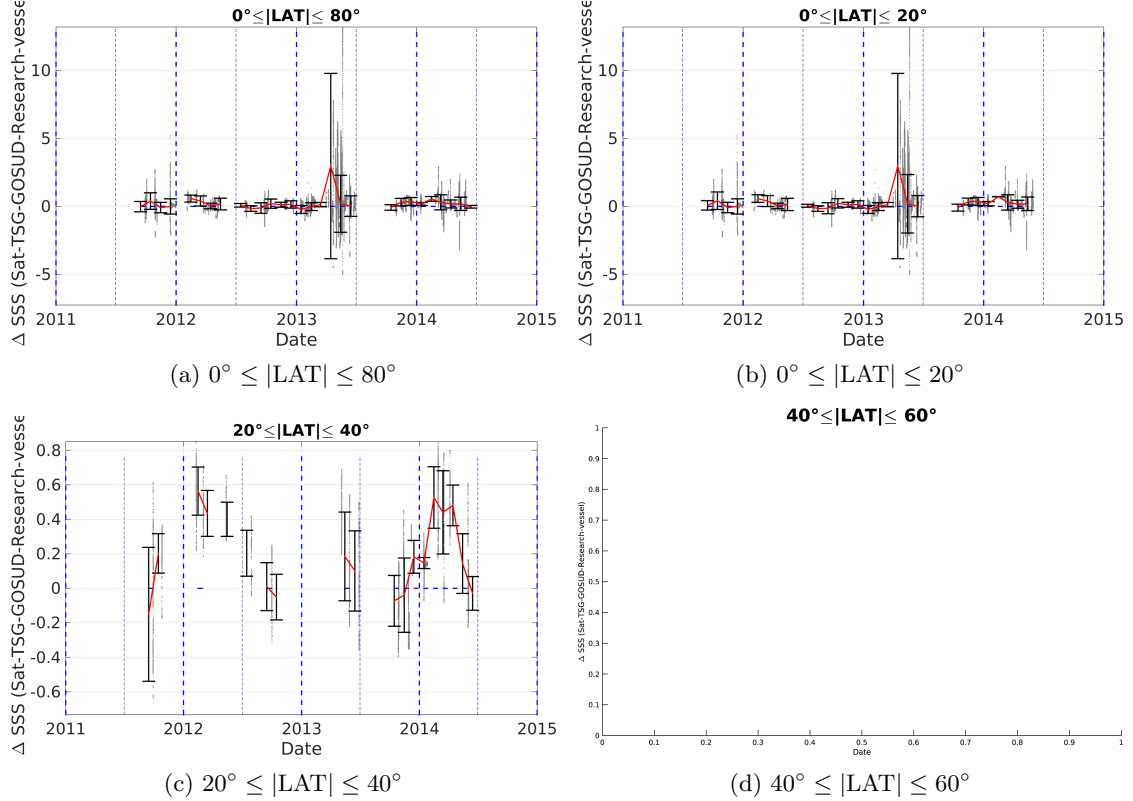 0°≤|LAT|≤ 80°
Δ SSS (Sat-TSG-GOSUD-Research-vesse
10
5
0
-5
2011 2012 2013 2014 2015
Date
(a) 0° ≤ |LAT| ≤ 80°
0°≤|LAT|≤ 20°
Δ SSS (Sat-TSG-GOSUD-Research-vesse
10
5
0
-5
2011 2012 2013 2014 2015
Date
(b) 0° ≤ |LAT| ≤ 20°
20°≤|LAT|≤ 40°
Δ SSS (Sat-TSG-GOSUD-Research-vesse
0.8
0.6
0.4
0.2
0
-0.2
-0.4
-0.6
2011 2012 2013 2014 2015
Date
(c) 20° ≤ |LAT| ≤ 40°
40°≤|LAT|≤ 60°
Δ SSS (Sat-TSG-GOSUD-Research-vessel)
1
0.9
0.8
0.7
0.6
0.5
0.4
0.3
0.2
0.1
0
0 0.1 0.2 0.3 0.4 0.5 0.6 0.7 0.8 0.9 1
Date
(d) 40° ≤ |LAT| ≤ 60°